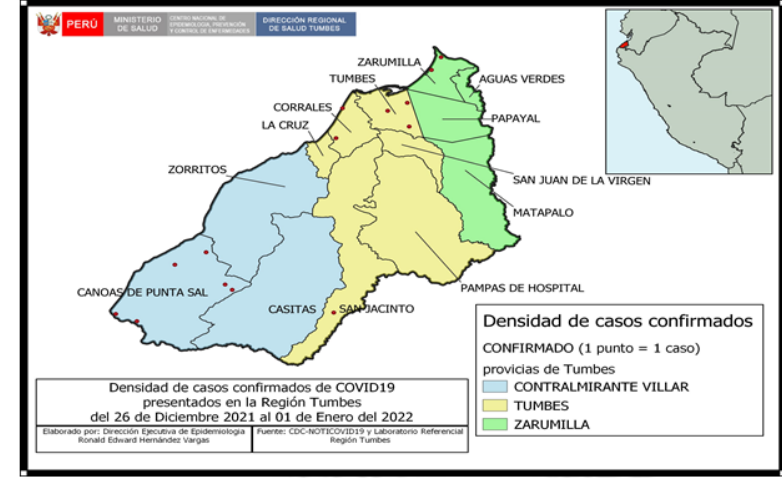 PERÚ
MINISTERIO
DE SALUD
CENTRO NACIONAL DE
EPIDEMIOLOGIA, PREVENCIÓN
Y CONTROL DE ENFERMEDADES
DIRECCIÓN REGIONAL
DE SALUD TUMBES
ZARUMILLA
TUMBES
AGUAS VERDES
CORRALES
PAPAYAL
LA CRUZ
ZORRITOS
SAN JUAN DE LA VIRGEN
MATAPALO
CANOAS DE PUNTA SAL
PAMPAS DE HOSPITAL
CASITAS
SAN JACINTO
Densidad de casos confirmados
CONFIRMADO (1 punto = 1 caso)
provicias de Tumbes
CONTRALMIRANTE VILLAR
TUMBES
ZARUMILLA
Densidad de casos confirmados de COVID19
presentados en la Región Tumbes
del 26 de Diciembre 2021 al 01 de Enero del 2022
Elaborado por: Dirección Ejecutiva de Epidemiologia
Ronald Edward Hernández Vargas
Fuente: CDC-NOTICOVID19 y Laboratorio Referencial
Región Tumbes